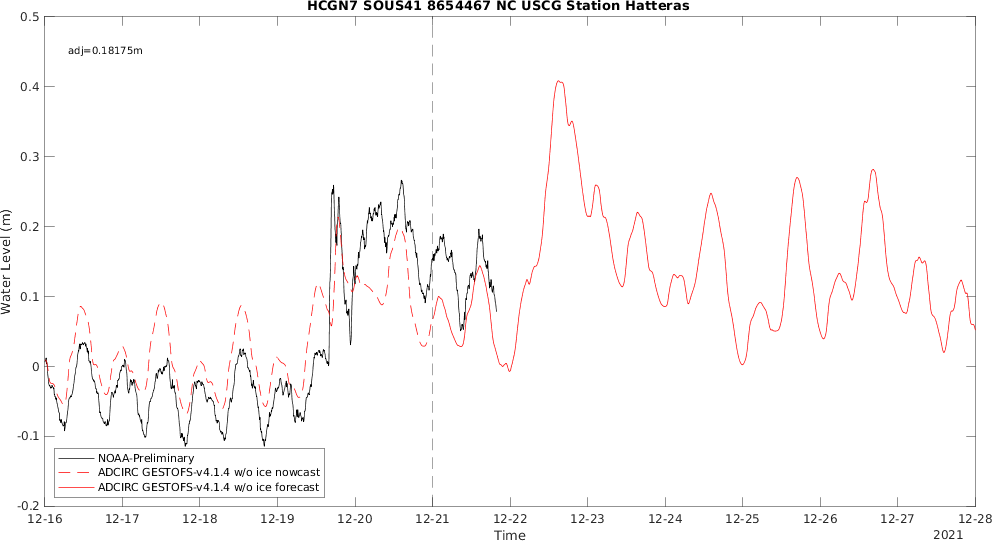 HCGN7 SOUS41 8654467 NC USCG Station Hatteras
0.5
adj=0.18175m
0.4
0.3
0.2
Water Level (m)
0.1
0
-0.1
NOAA-Preliminary
ADCIRC GESTOFS-v4.1.4 w/o ice nowcast
ADCIRC GESTOFS-v4.1.4 w/o ice forecast
-0.2
12-16 12-17 12-18 12-19 12-20 12-21 12-22 12-23 12-24 12-25 12-26 12-27 12-28
Time
2021